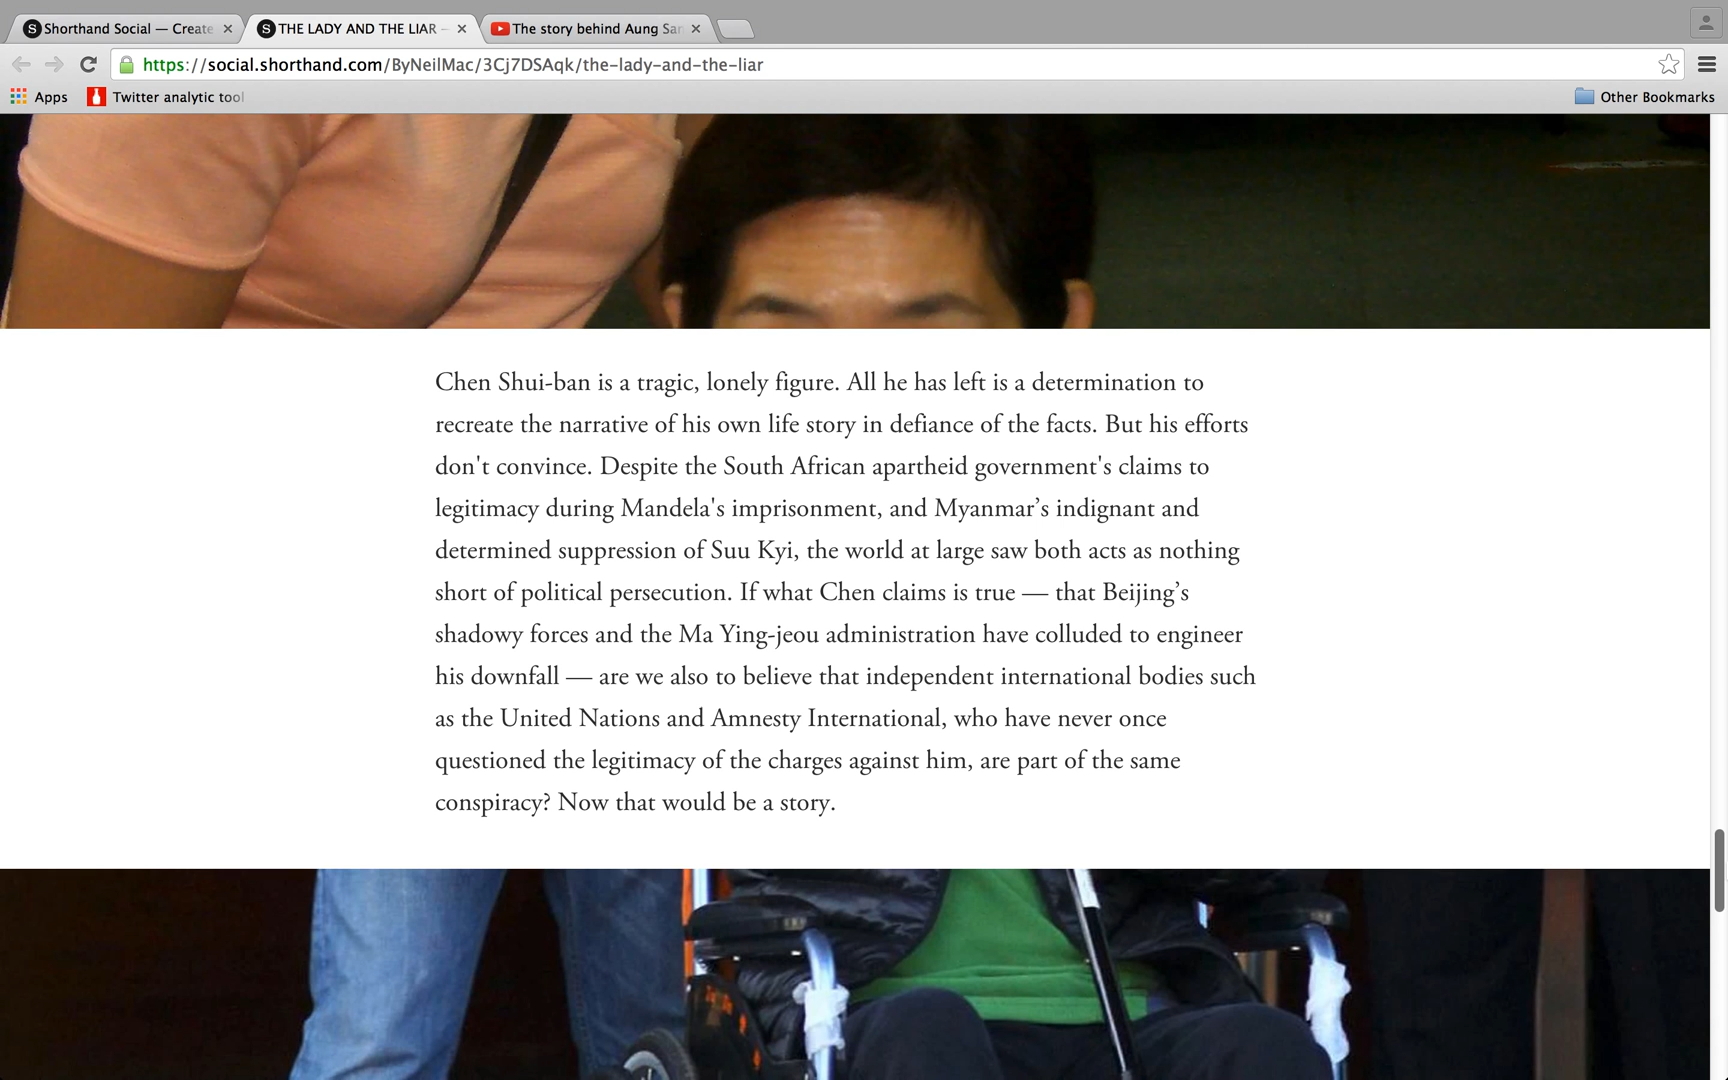 Shorthand Social — Create
THE LADY AND THE LIAR –
The story behind Aung San
https://social.shorthand.com/ByNeilMac/3Cj7DSAqk/the-lady-and-the-liar
Apps
Twitter analytic tool
Other Bookmarks
Chen Shui-ban is a tragic, lonely figure. All he has left is a determination to
recreate the narrative of his own life story in defiance of the facts. But his efforts
don't convince. Despite the South African apartheid government's claims to
legitimacy during Mandela's imprisonment, and Myanmar’s indignant and
determined suppression of Suu Kyi, the world at large saw both acts as nothing
short of political persecution. If what Chen claims is true — that Beijing’s
shadowy forces and the Ma Ying-jeou administration have colluded to engineer
his downfall — are we also to believe that independent international bodies such
as the United Nations and Amnesty International, who have never once
questioned the legitimacy of the charges against him, are part of the same
conspiracy? Now that would be a story.